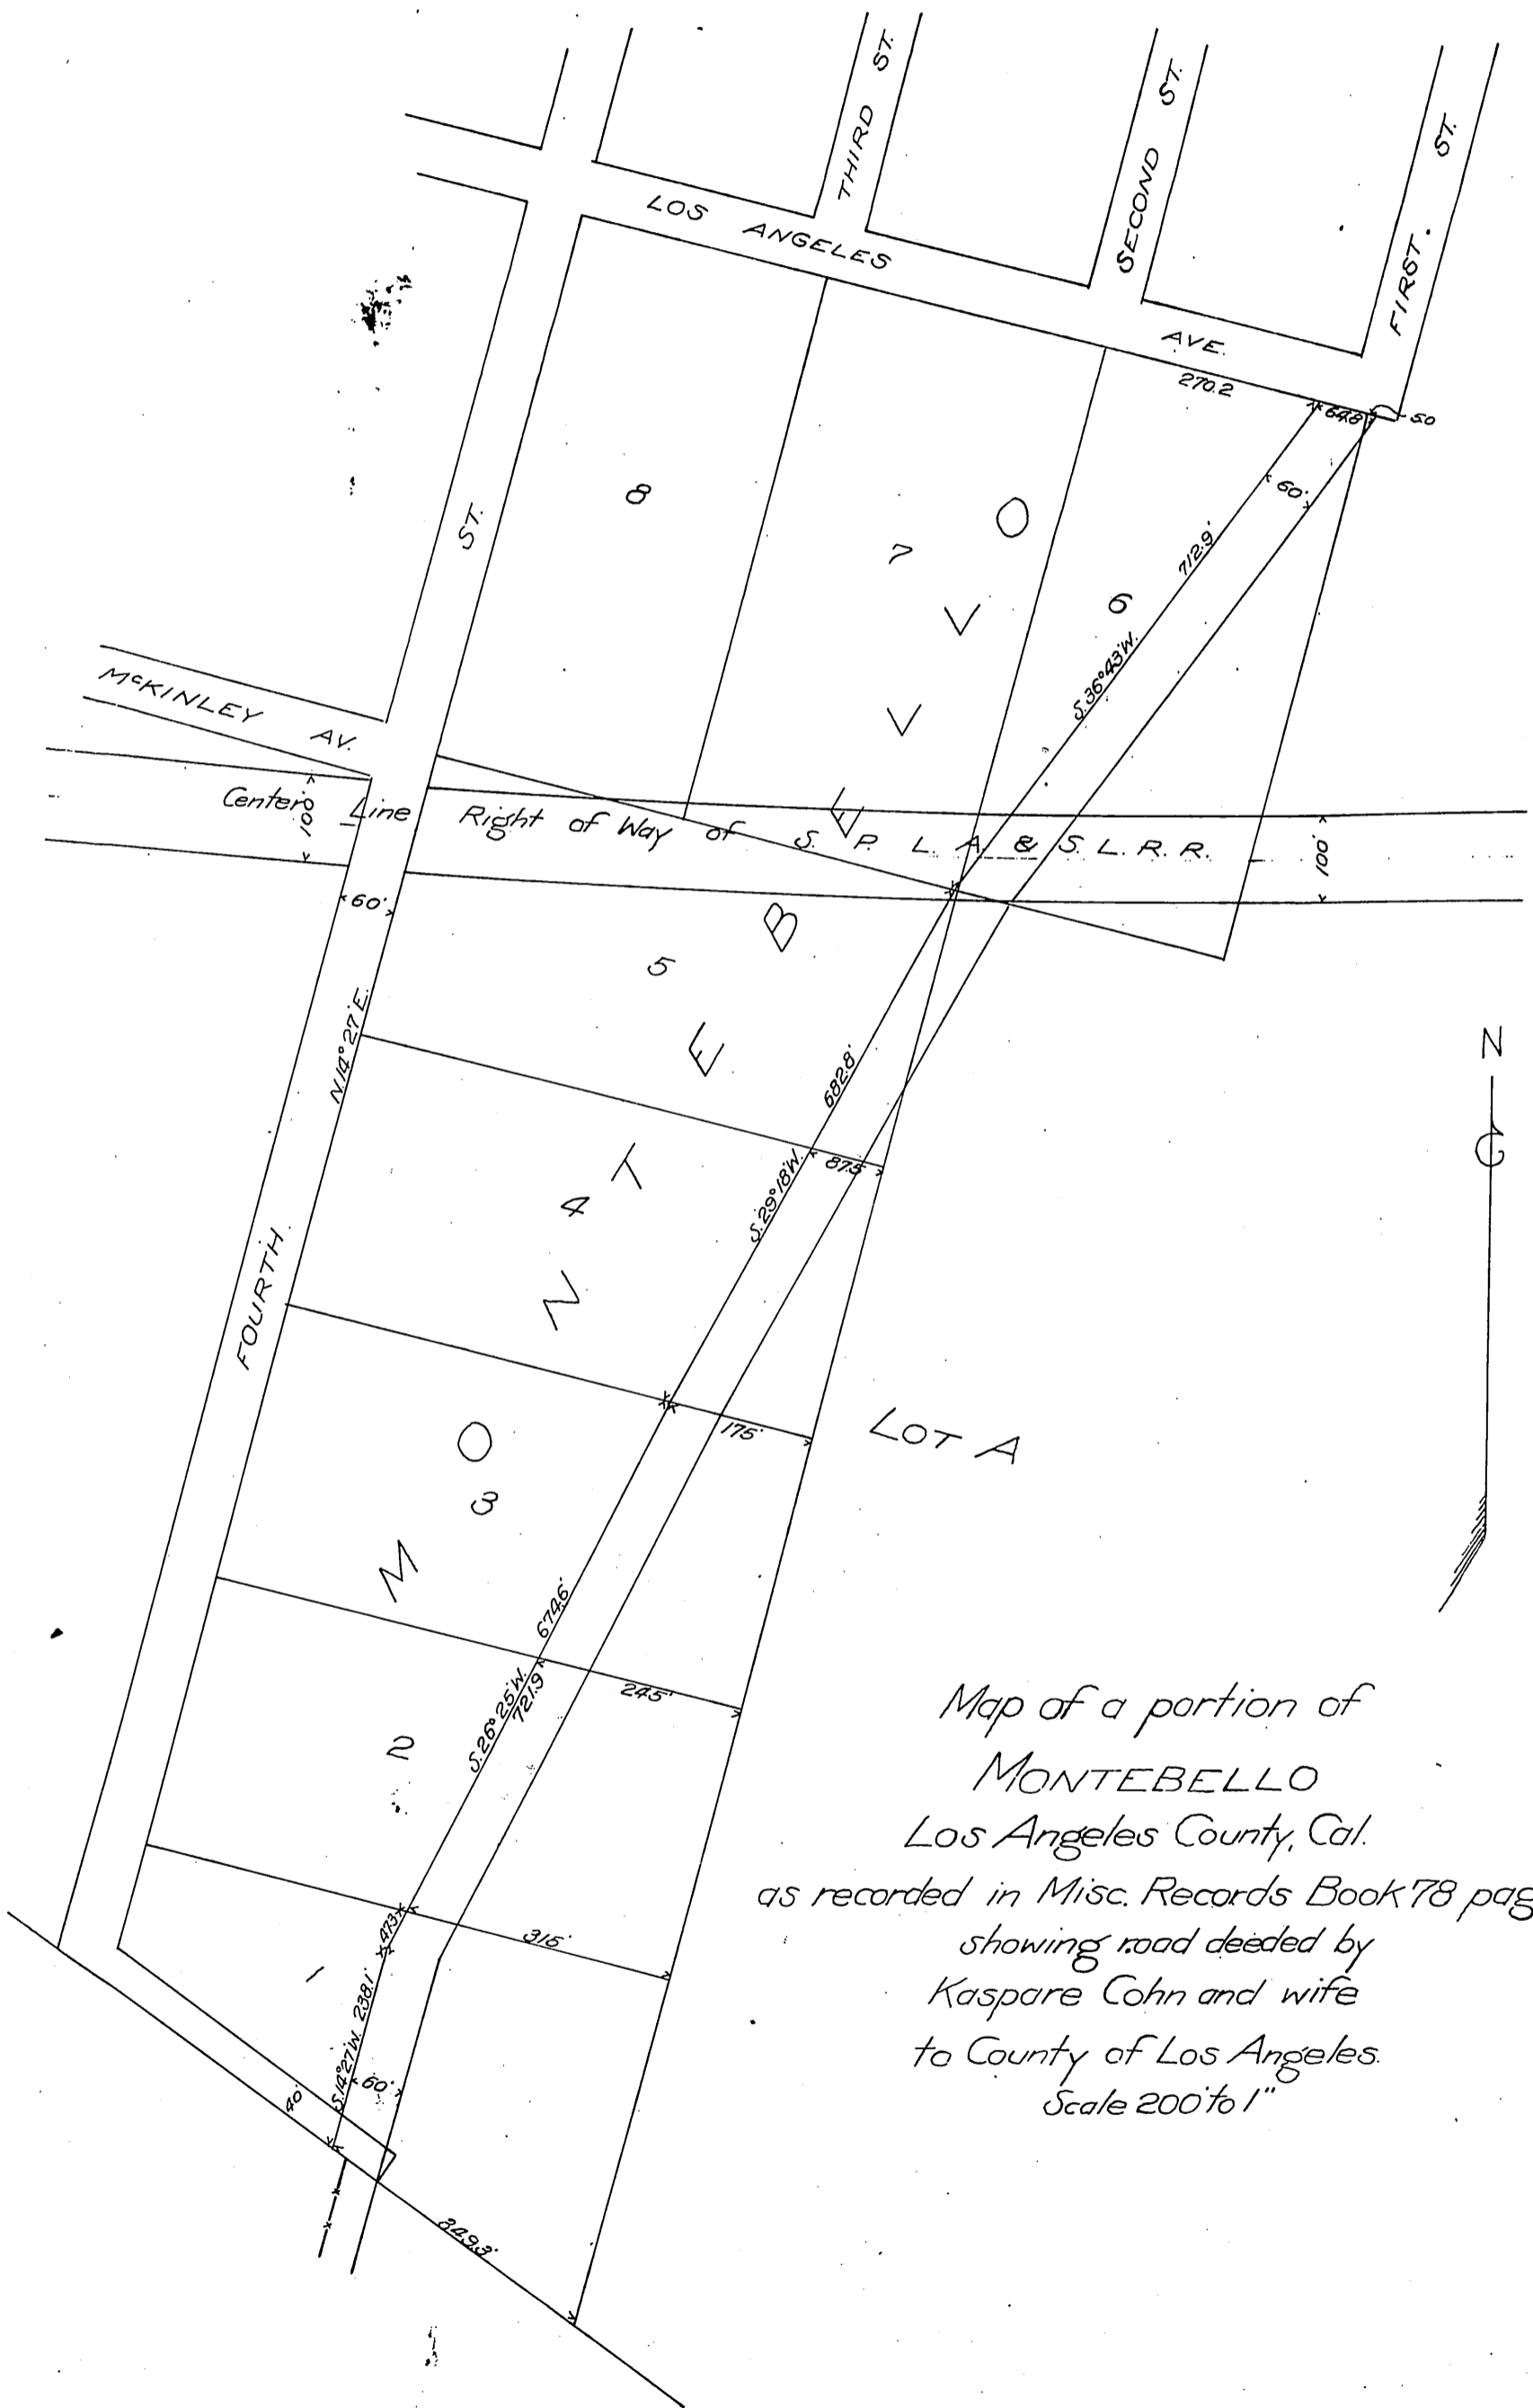 THIRD ST.
SECOND ST.
FIRST. ST.
LOS ANGELES AVE.
270.2
64.8
50
60'
8
7
6
712.9'
S.36°43'W.
ST.
McKINLEY AV.
100'
Center Line Right of Way of S. P. L. A. & S. L. R. R.
100'
60'
N.14°27'E.
5
682.8'
S.29°18'W.
87.5'
4
N
FOURTH
175'
LOT A
3
MONTEBELLO
674.6'
S.26°25'W.
721.9'
245'
2
47.3
315'
1
238.1'
S.14°27'W.
60'
40'
349.3'
Map of a portion of
MONTEBELLO
Los Angeles County, Cal.
as recorded in Misc. Records Book 78 pag
showing road deeded by
Kaspare Cohn and wife
to County of Los Angeles.
Scale 200' to 1"